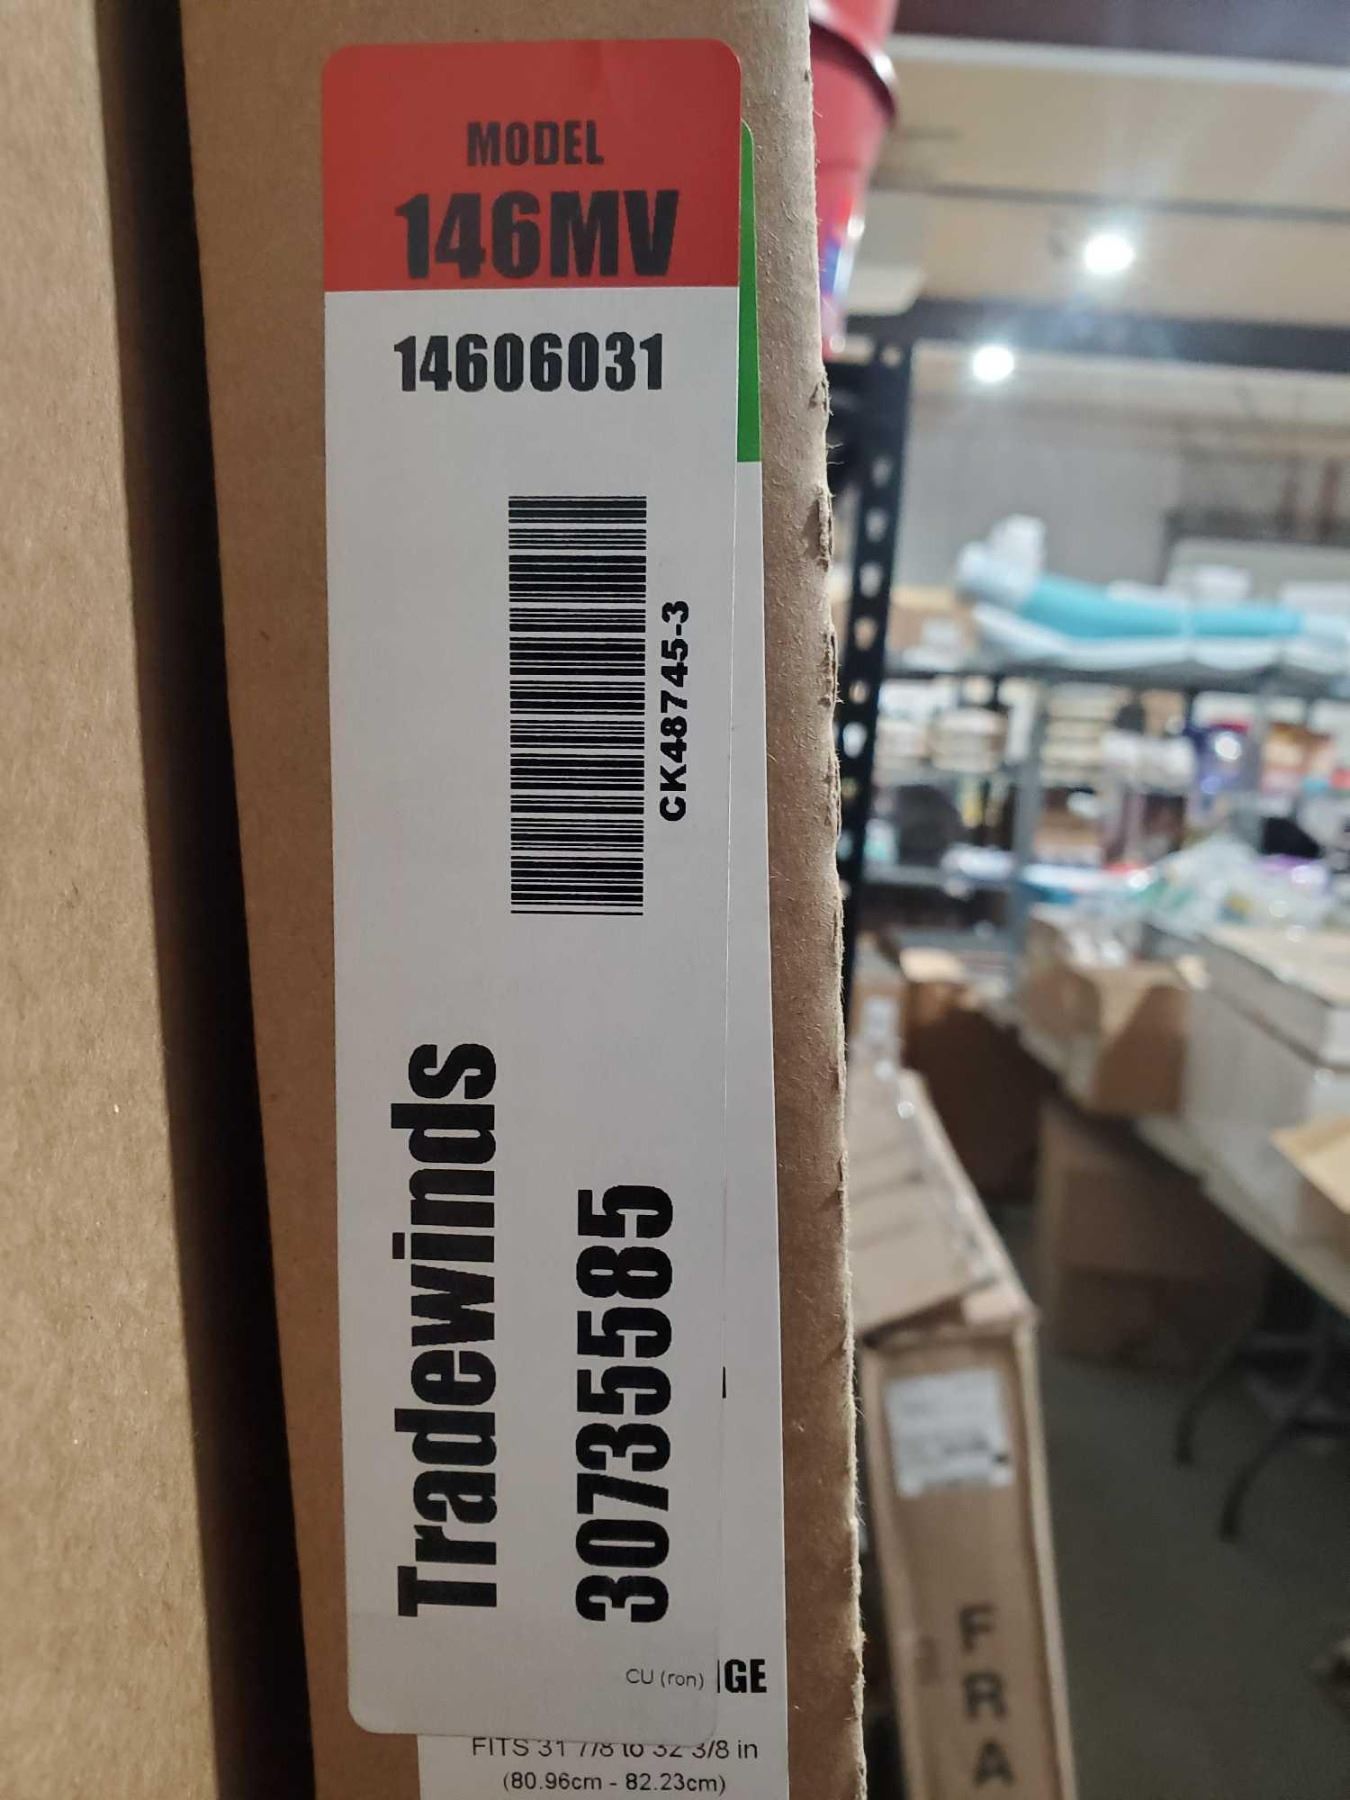 MODEL
146MV
14606031
CK48745-3
Tradewinds
30735585
CU (ron)
GE
FITS 31 7/8 to 32 3/8 in
(80.96cm - 82.23cm)
FRA